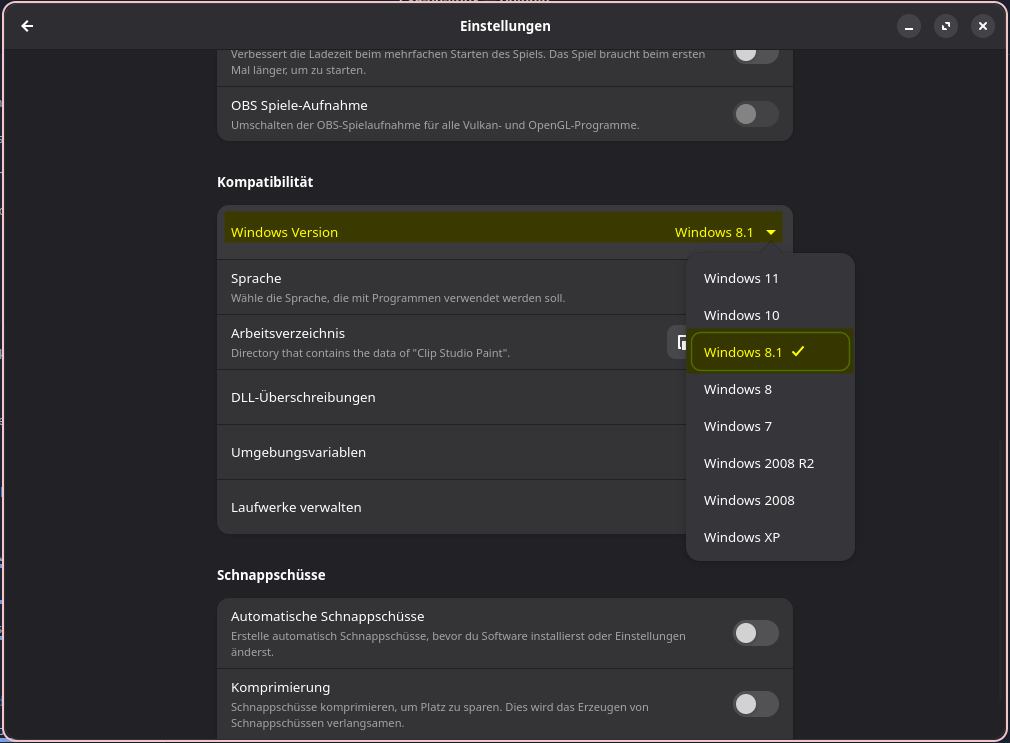 Einstellungen
Verbessert die Ladezeit beim mehrfachen Starten des Spiels. Das Spiel braucht beim ersten
Mal länger, um zu starten.
OBS Spiele-Aufnahme
Umschalten der OBS-Spielaufnahme für alle Vulkan- und OpenGL-Programme.
Kompatibilität
Windows Version
Windows 8.1
Windows 11
Windows 10
Windows 8.1
Windows 8
Windows 7
Windows 2008 R2
Windows 2008
Windows XP
Sprache
Wähle die Sprache, die mit Programmen verwendet werden soll.
Arbeitsverzeichnis
Directory that contains the data of "Clip Studio Paint".
DLL-Überschreibungen
Umgebungsvariablen
Laufwerke verwalten
Schnappschüsse
Automatische Schnappschüsse
Erstelle automatisch Schnappschüsse, bevor du Software installierst oder Einstellungen
änderst.
Komprimierung
Schnappschüsse komprimieren, um Platz zu sparen. Dies wird das Erzeugen von
Schnappschüssen verlangsamen.